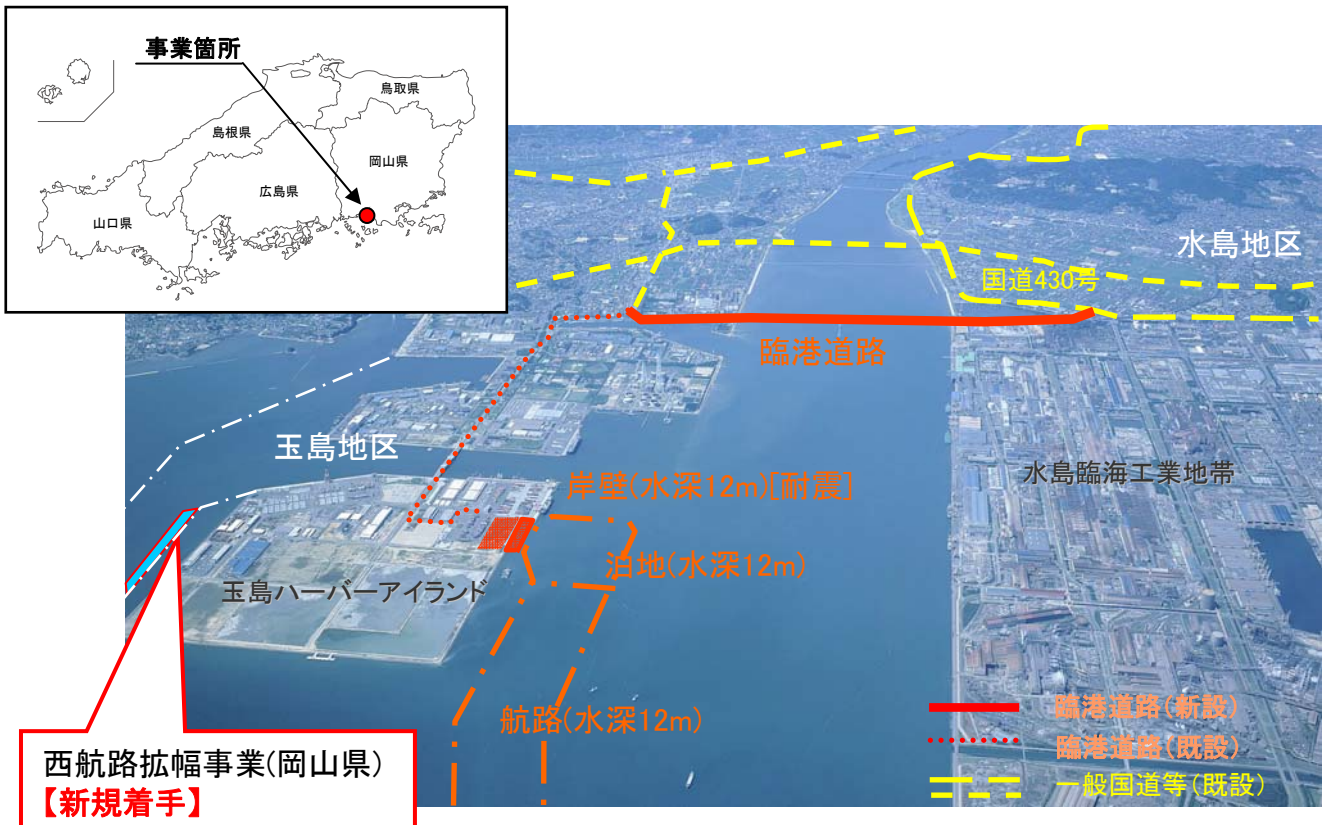 事業箇所
鳥取県
島根県
岡山県
広島県
山口県
水島地区
国道430号
臨港道路
玉島地区
岸壁(水深12m)[耐震]
水島臨海工業地帯
泊地(水深12m)
玉島ハーバーアイランド
航路(水深12m)
臨港道路(新設)
臨港道路(既設)
一般国道等(既設)
西航路拡幅事業(岡山県)
【新規着手】